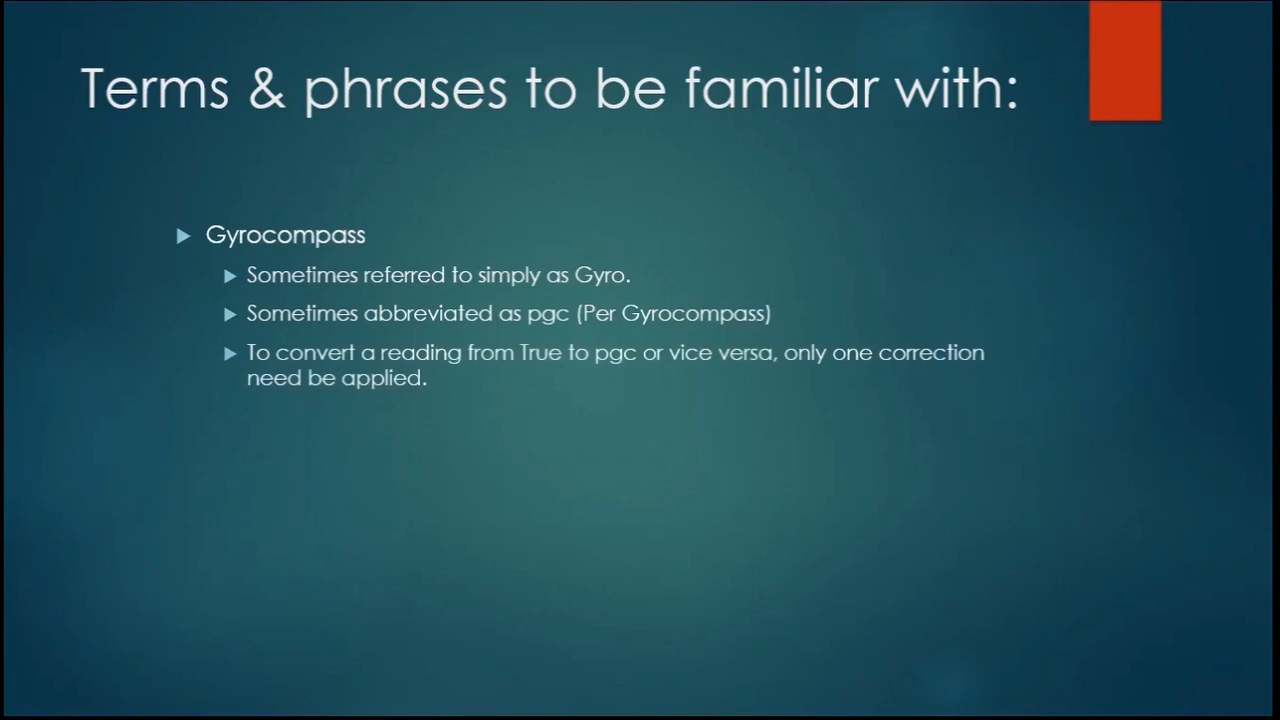 Terms & phrases to be familiar with:
Gyrocompass
Sometimes referred to simply as Gyro.
Sometimes abbreviated as pgc (Per Gyrocompass)
To convert a reading from True to pgc or vice versa, only one correction
need be applied.